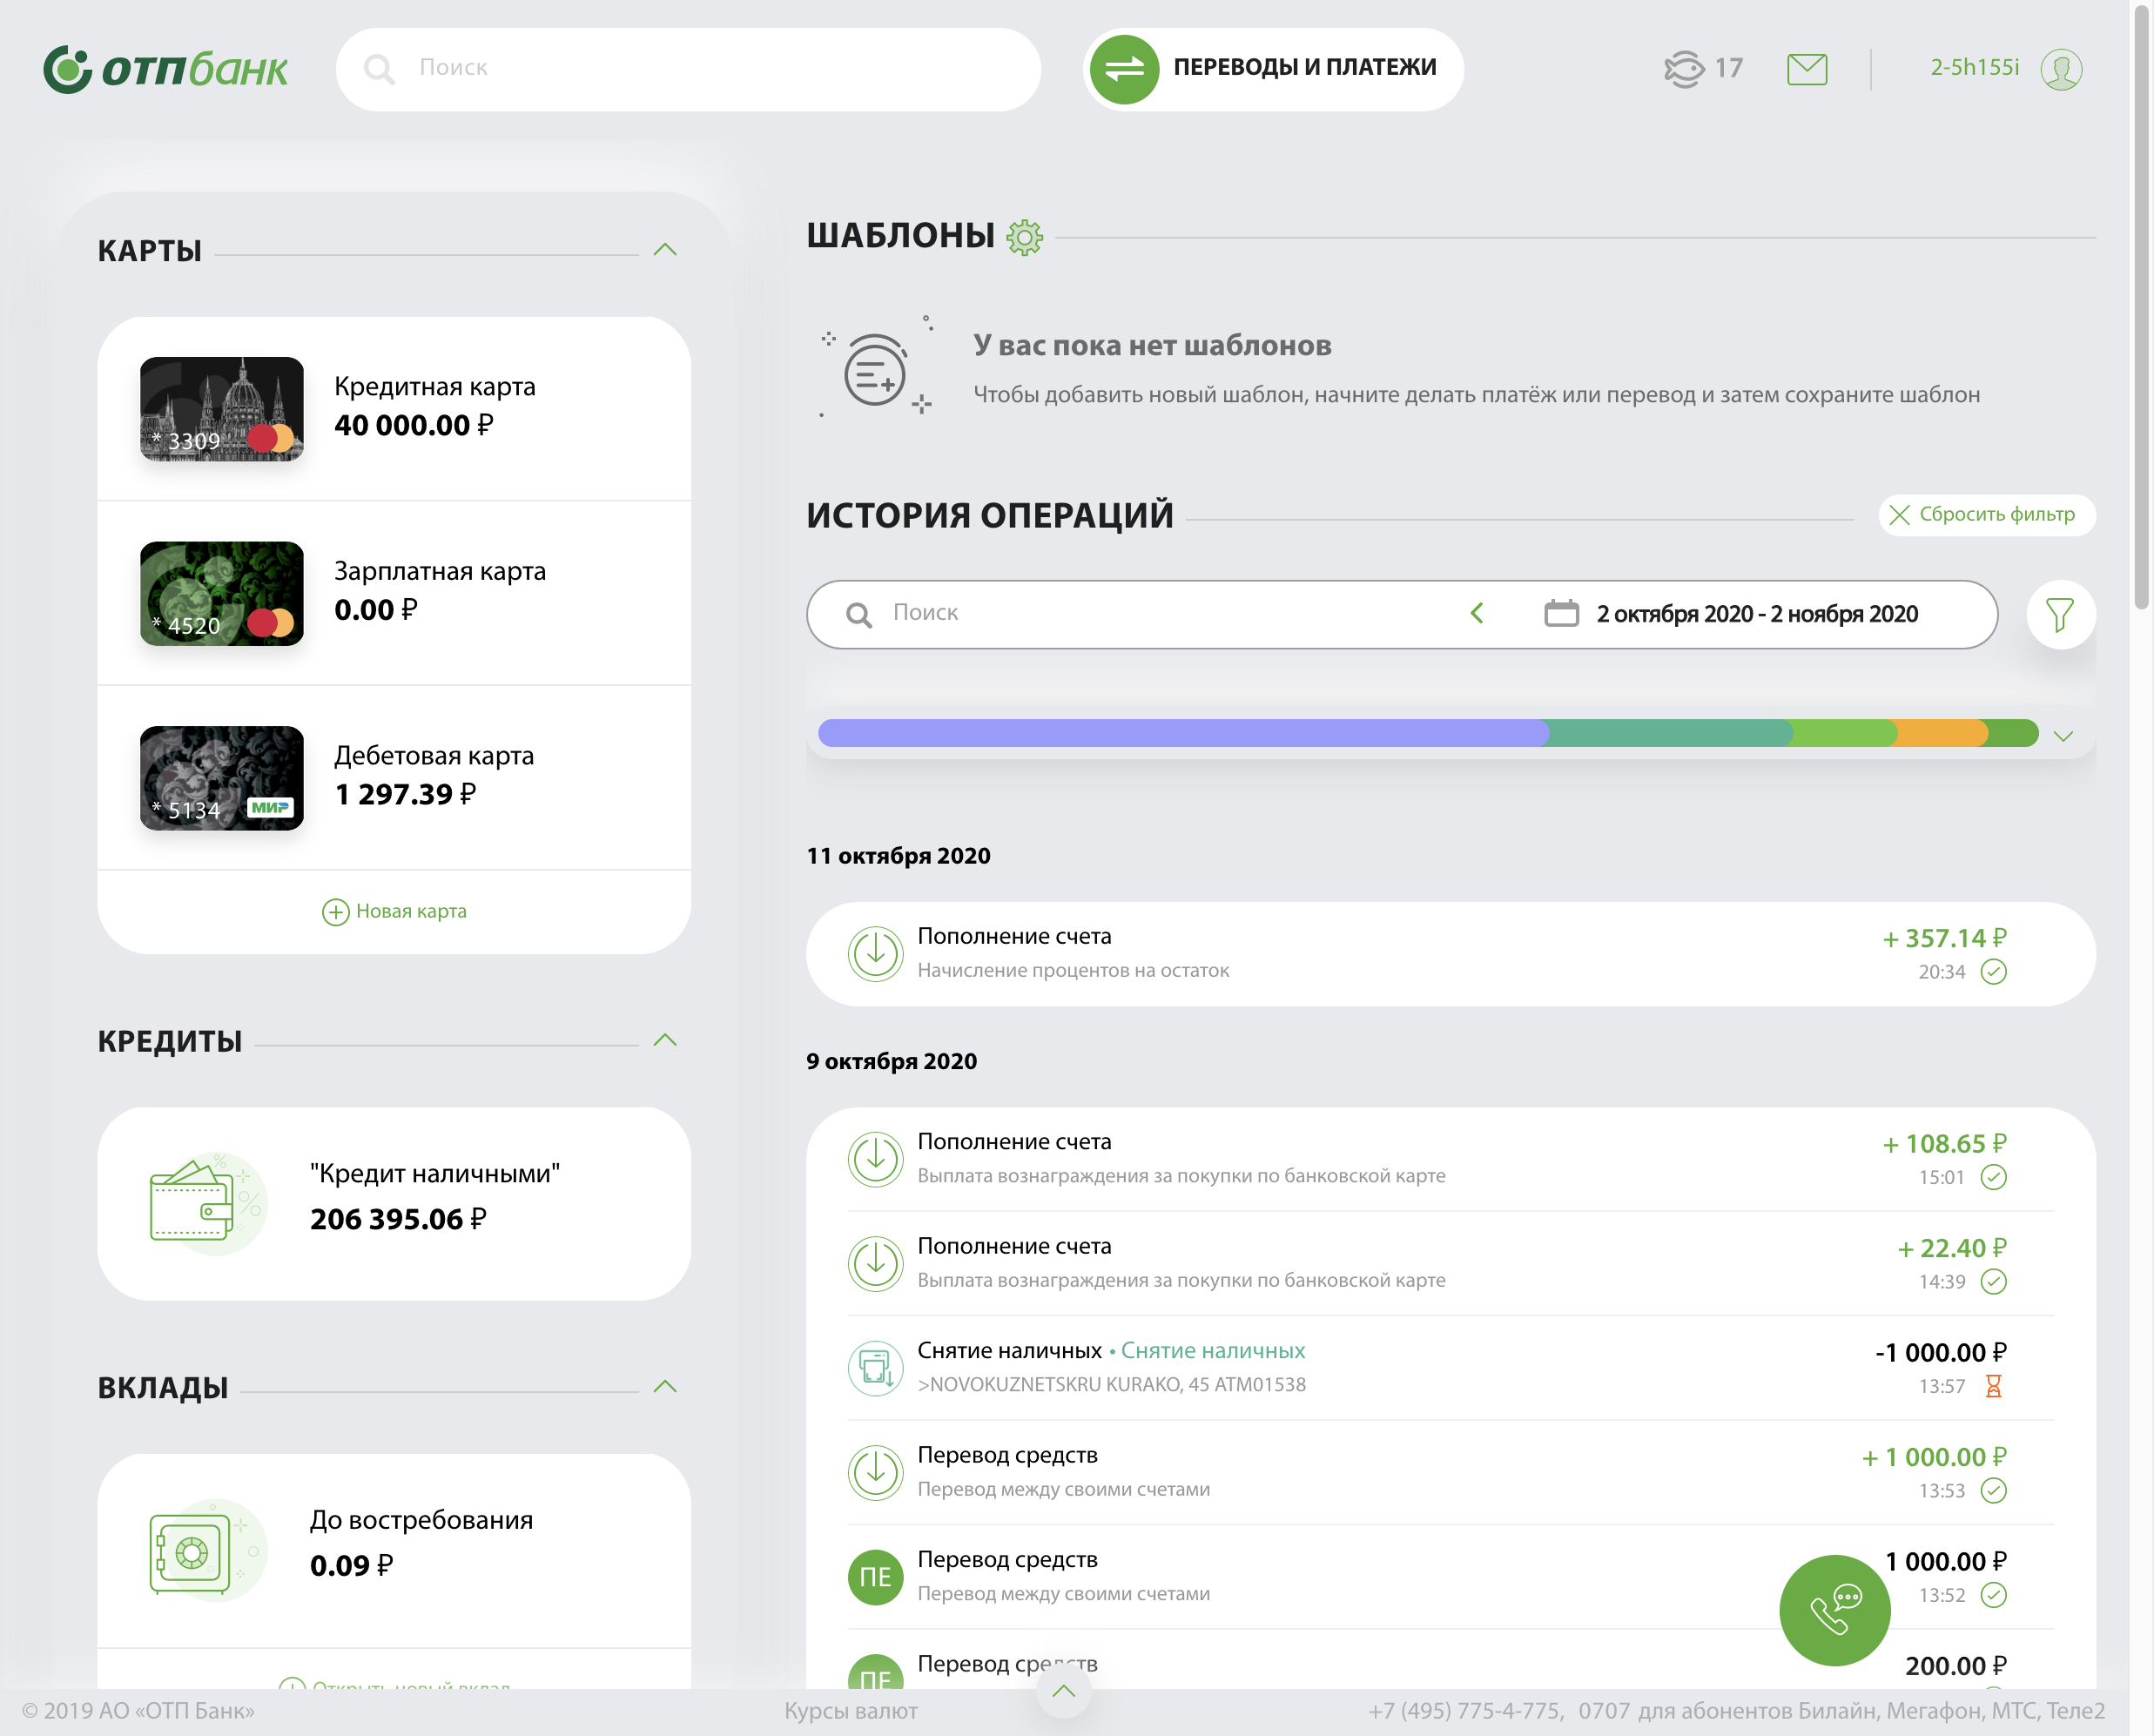 ОТПбанк
Поиск
ПЕРЕВОДЫ И ПЛАТЕЖИ
17
2-5h155i
КАРТЫ
* 3309
Кредитная карта
40 000.00 ₽
* 4520
Зарплатная карта
0.00 ₽
* 5134
МИР
Дебетовая карта
1 297.39 ₽
Новая карта
КРЕДИТЫ
"Кредит наличными"
206 395.06 ₽
ВКЛАДЫ
До востребования
0.09 ₽
Открыть новый вклад
ШАБЛОНЫ
У вас пока нет шаблонов
Чтобы добавить новый шаблон, начните делать платёж или перевод и затем сохраните шаблон
ИСТОРИЯ ОПЕРАЦИЙ
Сбросить фильтр
Поиск
2 октября 2020 - 2 ноября 2020
11 октября 2020
Пополнение счета
+ 357.14 ₽
Начисление процентов на остаток
20:34
9 октября 2020
Пополнение счета
+ 108.65 ₽
Выплата вознаграждения за покупки по банковской карте
15:01
Пополнение счета
+ 22.40 ₽
Выплата вознаграждения за покупки по банковской карте
14:39
Снятие наличных • Снятие наличных
-1 000.00 ₽
>NOVOKUZNETSKRU KURAKO, 45 ATM01538
13:57
Перевод средств
+ 1 000.00 ₽
Перевод между своими счетами
13:53
ПЕ
Перевод средств
1 000.00 ₽
Перевод между своими счетами
13:52
ПЕ
Перевод средств
200.00 ₽
© 2019 АО «ОТП Банк»
Курсы валют
+7 (495) 775-4-775, 0707 для абонентов Билайн, Мегафон, МТС, Теле2